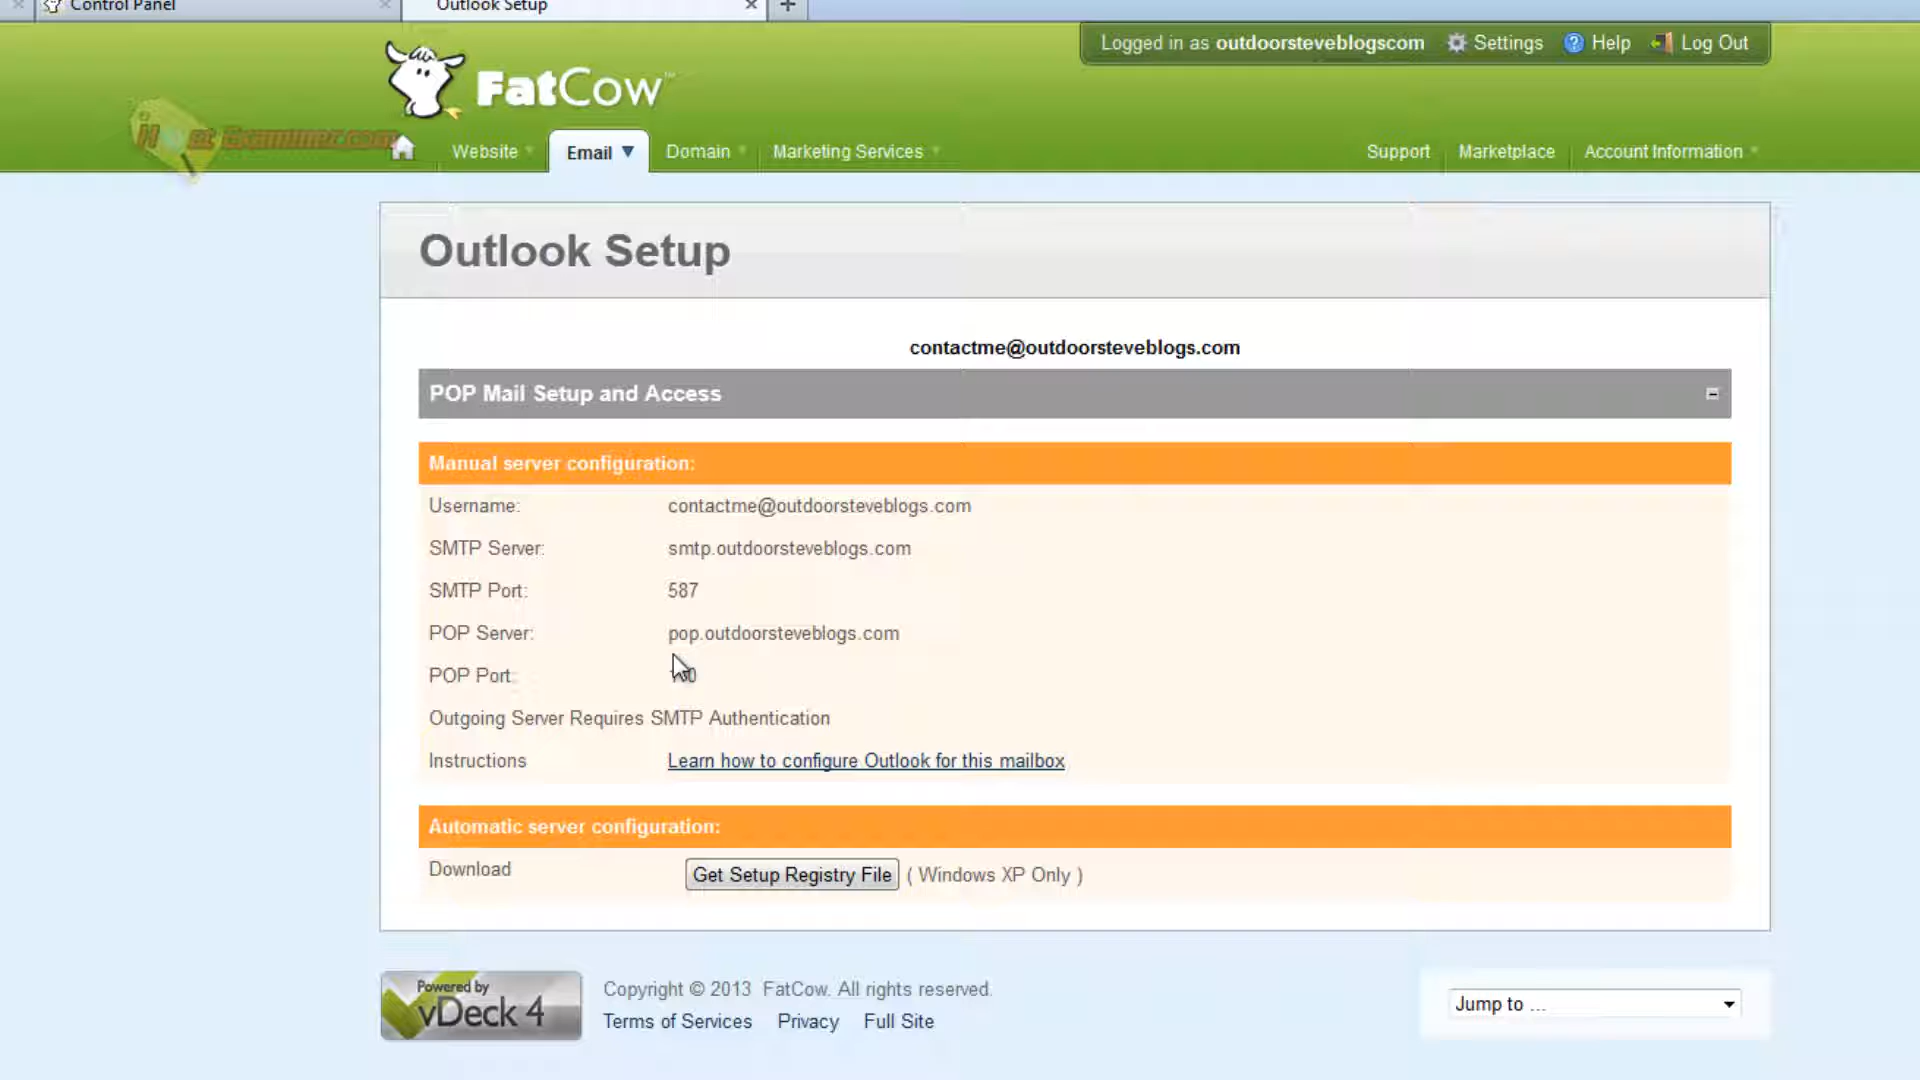 Control Panel
Outlook Setup
Logged in as outdoorsteveblogscom Settings Help Log Out
FatCow
Website Email Domain Marketing Services Support Marketplace Account Information
Outlook Setup
contactme@outdoorsteveblogs.com
POP Mail Setup and Access
Manual server configuration:
Username: contactme@outdoorsteveblogs.com
SMTP Server: smtp.outdoorsteveblogs.com
SMTP Port: 587
POP Server: pop.outdoorsteveblogs.com
POP Port:
Outgoing Server Requires SMTP Authentication
Instructions Learn how to configure Outlook for this mailbox
Automatic server configuration:
Download Get Setup Registry File ( Windows XP Only )
Powered by
vDeck 4
Copyright © 2013 FatCow. All rights reserved.
Terms of Services Privacy Full Site
Jump to ...